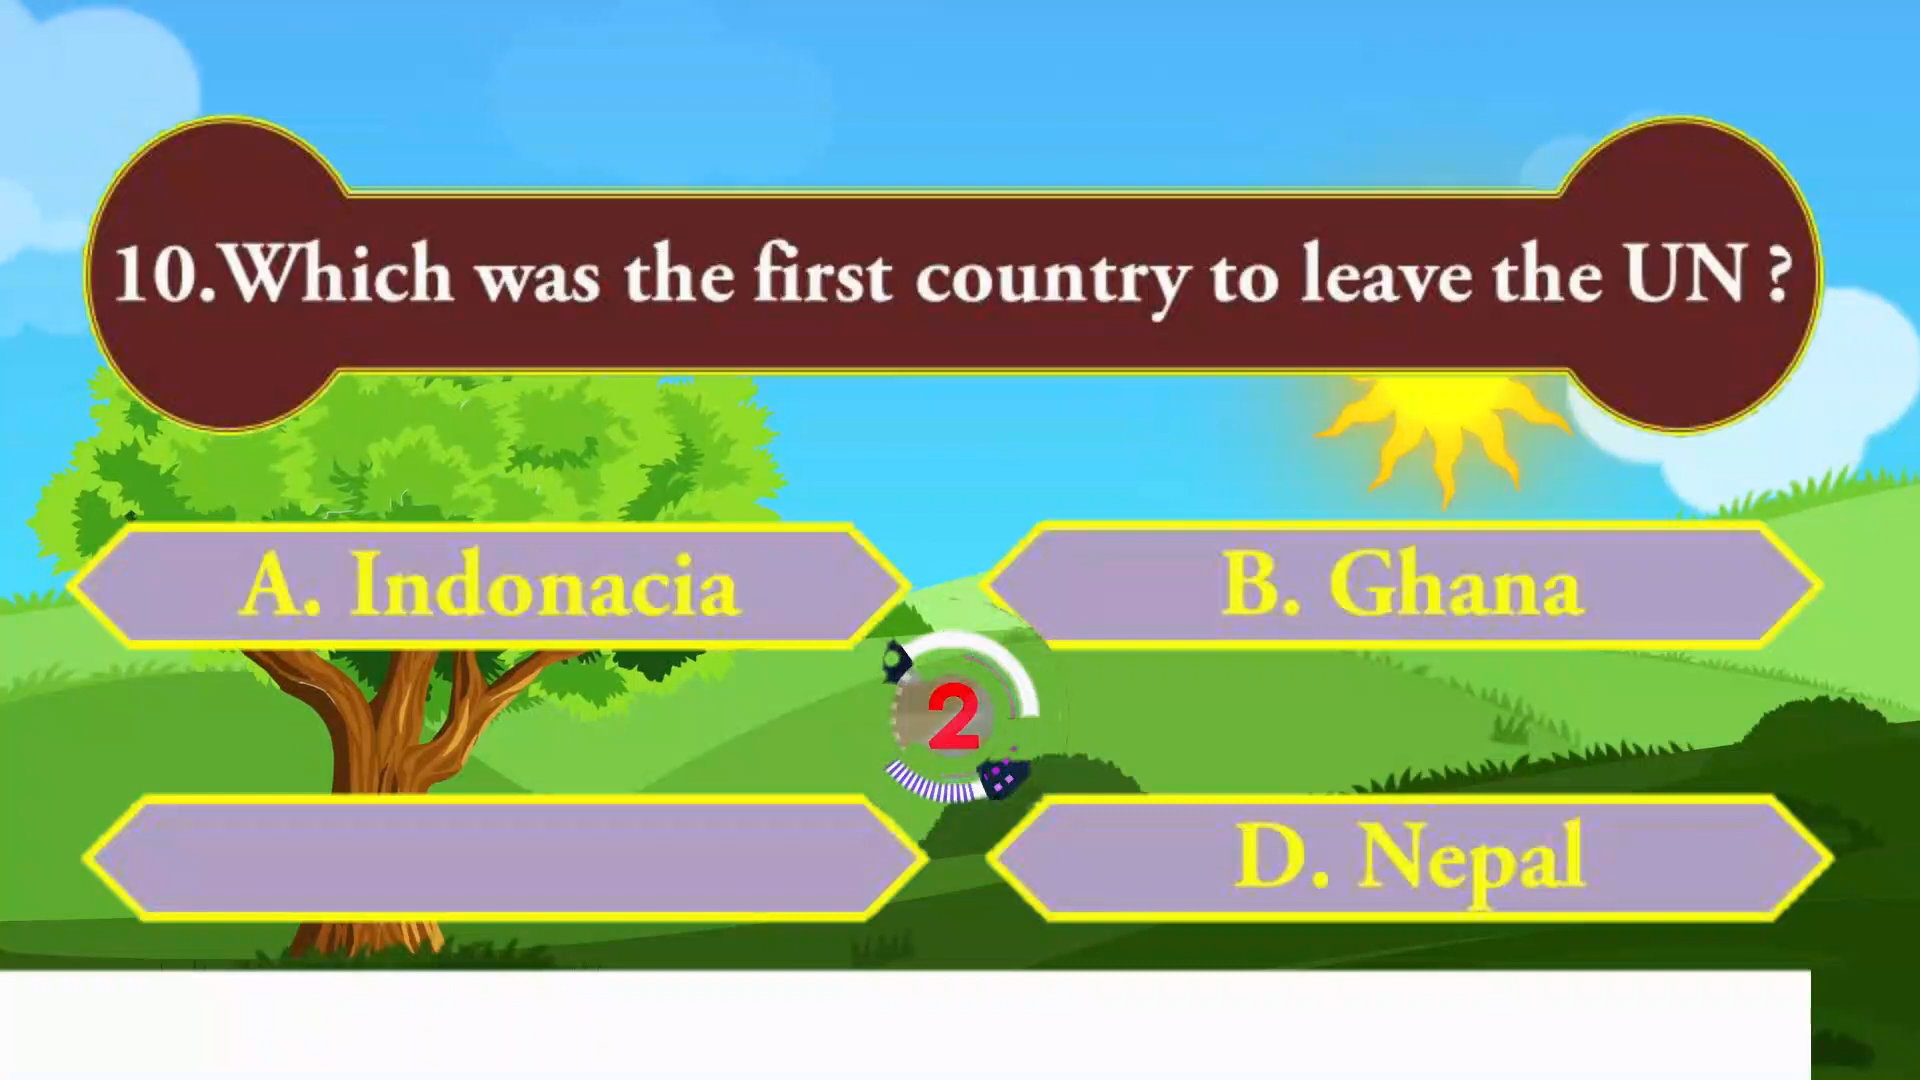 10.Which was the first country to leave the UN ?
A. Indonacia
B. Ghana
2
D. Nepal